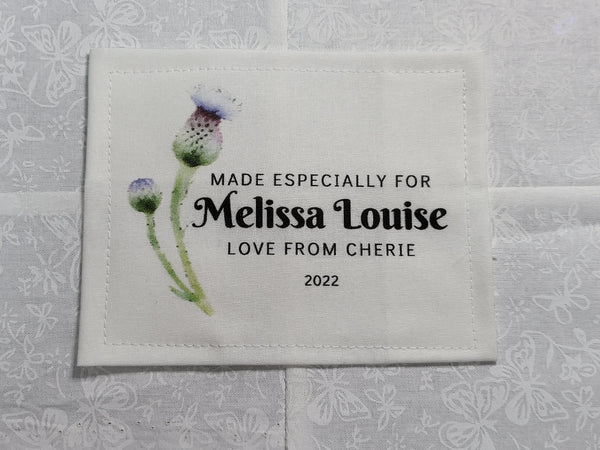 MADE ESPECIALLY FOR
Melissa Louise
LOVE FROM CHERIE
2022